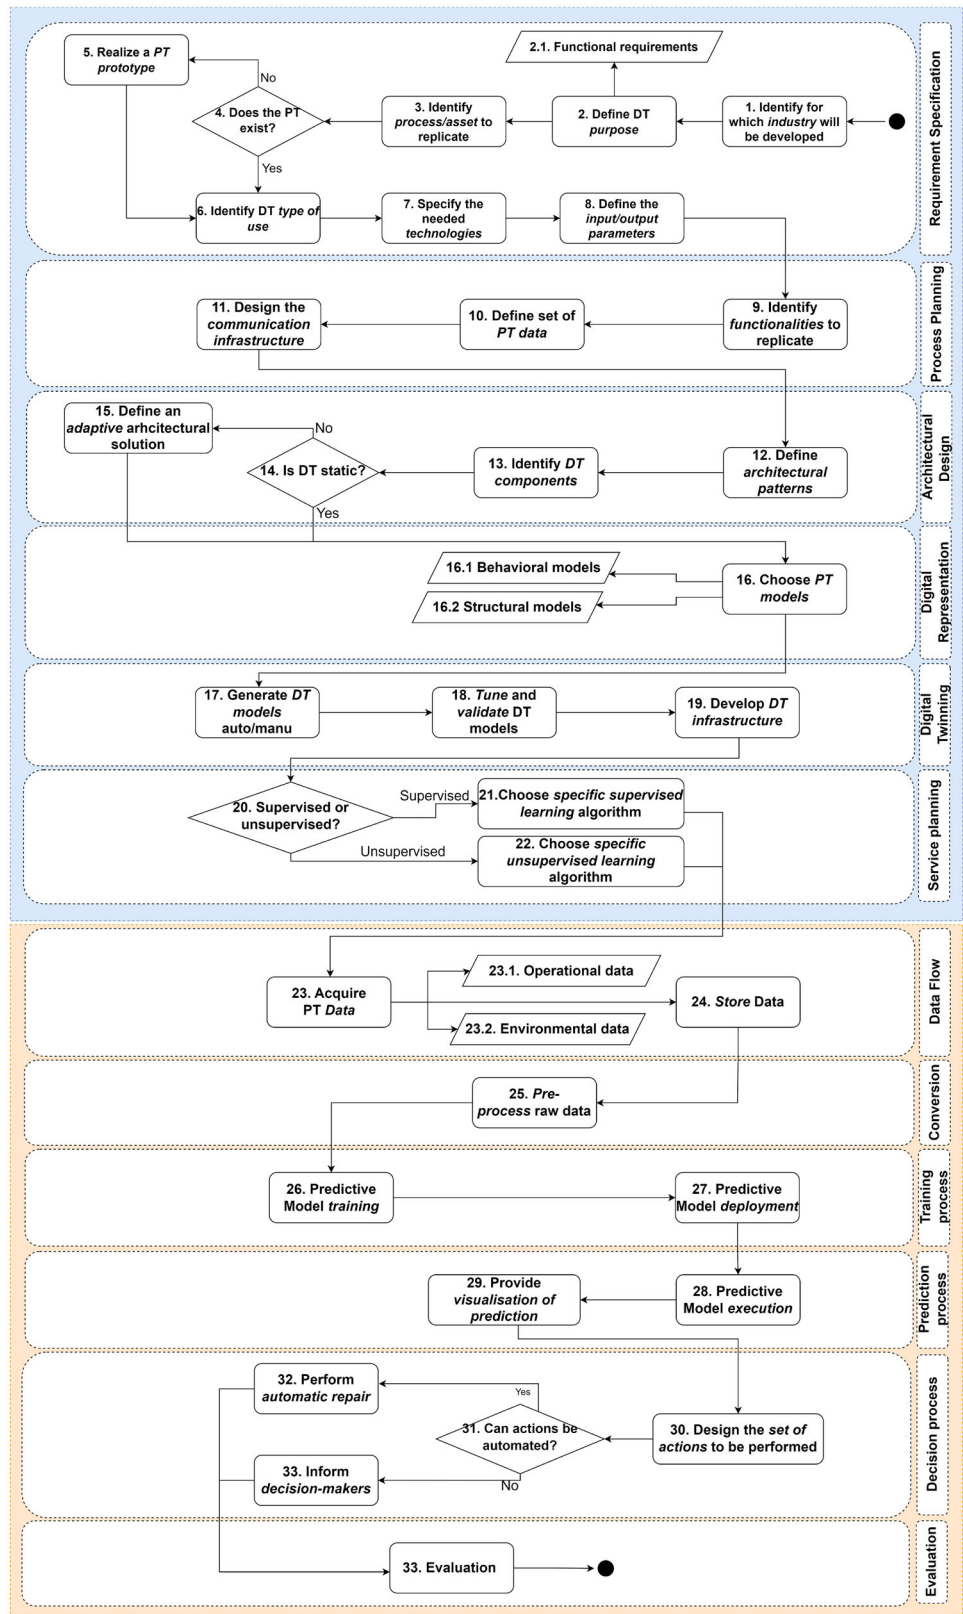 5. Realize a PT
prototype
2.1. Functional requirements
No
4. Does the PT
exist?
3. Identify
process/asset to
replicate
2. Define DT
purpose
1. Identify for
which industry will
be developed
Yes
6. Identify DT type of
use
7. Specify the
needed
technologies
8. Define the
input/output
parameters
Requirement Specification
11. Design the
communication
infrastructure
10. Define set of
PT data
9. Identify
functionalities to
replicate
Process Planning
15. Define an
adaptive arhcitectural
solution
No
14. Is DT static?
13. Identify DT
components
12. Define
architectural
patterns
Yes
Architectural
Design
16.1 Behavioral models
16.2 Structural models
16. Choose PT
models
Digital
Representation
17. Generate DT
models
auto/manu
18. Tune and
validate DT
models
19. Develop DT
infrastructure
Digital
Twinning
20. Supervised or
unsupervised?
Supervised
21.Choose specific supervised
learning algorithm
Unsupervised
22. Choose specific
unsupervised learning
algorithm
Service planning
23. Acquire
PT Data
23.1. Operational data
23.2. Environmental data
24. Store Data
Data Flow
25. Pre-
process raw data
Conversion
26. Predictive
Model training
27. Predictive
Model deployment
Training
process
29. Provide
visualisation of
prediction
28. Predictive
Model execution
Prediction
process
32. Perform
automatic repair
Yes
31. Can actions be
automated?
30. Design the set of
actions to be performed
33. Inform
decision-makers
No
Decision process
33. Evaluation
Evaluation